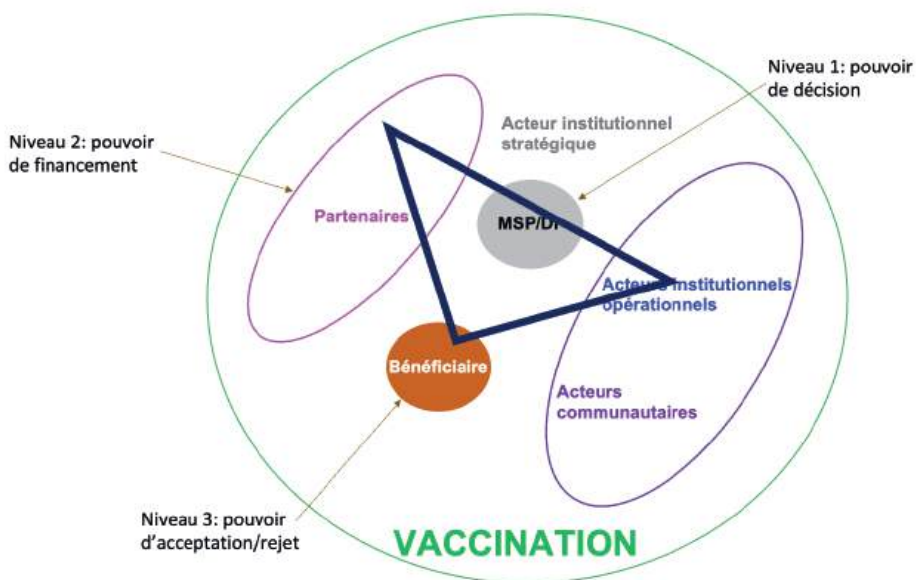 Niveau 1: pouvoir
de décision
Niveau 2: pouvoir
de financement
Acteur institutionnel
stratégique
Partenaires
Acteurs institutionnels
opérationnels
Bénéficiaire
Acteurs
communautaires
Niveau 3: pouvoir
d'acceptation/rejet
VACCINATION